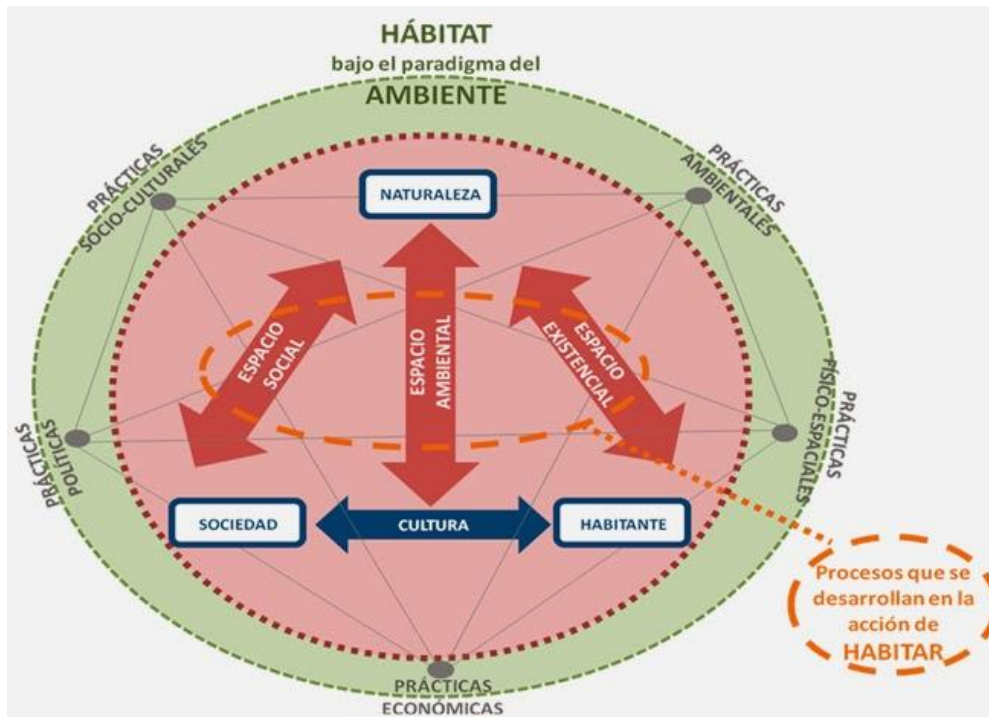 HÁBITAT
bajo el paradigma del
AMBIENTE
PRÁCTICAS
SOCIO-CULTURALES
PRÁCTICAS
AMBIENTALES
NATURALEZA
ESPACIO
SOCIAL
ESPACIO
AMBIENTAL
ESPACIO
EXISTENCIAL
PRÁCTICAS
POLÍTICAS
PRÁCTICAS
FÍSICO-ESPACIALES
SOCIEDAD
CULTURA
HABITANTE
Procesos que se
desarrollan en la
acción de
HABITAR
PRÁCTICAS
ECONÓMICAS